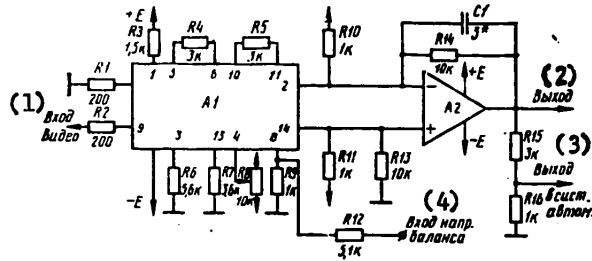 +E
R3
1,5к
R4
3к
R5
3к
R10
1к
C1
3*
R14
10к
1
3
6
10
11
2
R1
200
A1
+E
A2
-E
(1)
Вход
Видео
R2
200
9
3
13
4
8
14
(2)
Выход
R15
3к
(3)
Выход
Всист.
автом.
R16
1к
-E
R6
5,6к
R7
R8
10к
R9
1к
R11
1к
R13
10к
(4)
Вход напр.
баланса
R12
5,1к